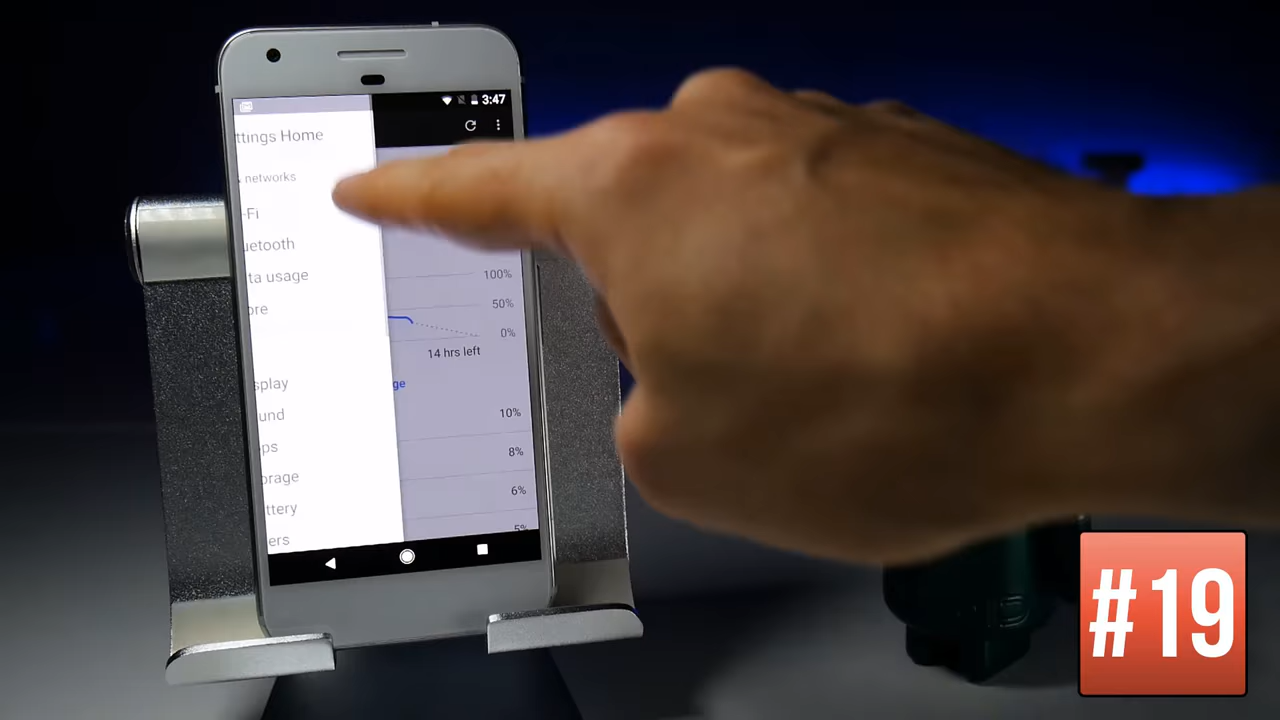 3:47
ttings Home
networks
-Fi
uetooth
ta usage
ore
100%
50%
0%
14 hrs left
splay
ge
und
10%
ps
8%
orage
6%
ttery
5%
ers
#19